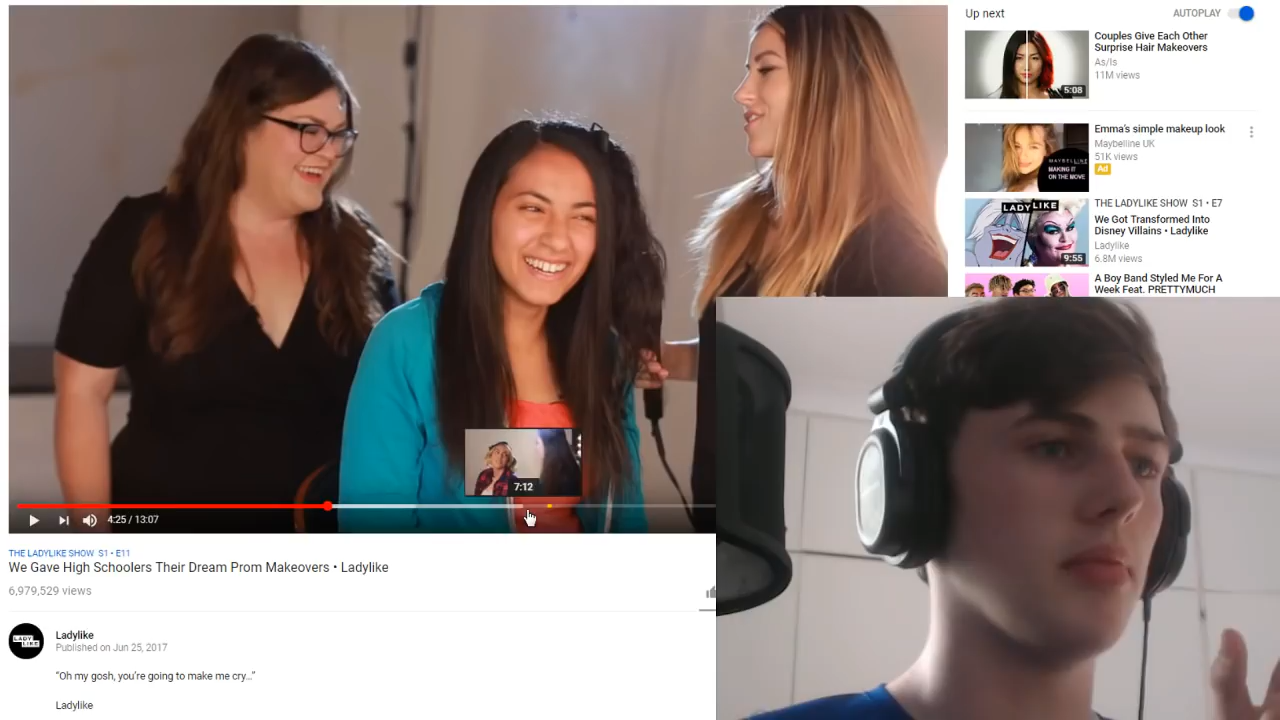 Up next
AUTOPLAY
Couples Give Each Other
Surprise Hair Makeovers
As/Is
11M views
5:08
Emma's simple makeup look
Maybelline UK
51K views
Ad
MAYBELLINE
MAKING IT
ON THE MOVE
THE LADYLIKE SHOW S1 • E7
We Got Transformed Into
Disney Villains • Ladylike
Ladylike
6.8M views
LADYLIKE
9:55
A Boy Band Styled Me For A
Week Feat. PRETTYMUCH
7:12
4:25 / 13:07
THE LADYLIKE SHOW S1 • E11
We Gave High Schoolers Their Dream Prom Makeovers • Ladylike
6,979,529 views
LADY
LIKE
Ladylike
Published on Jun 25, 2017
“Oh my gosh, you're going to make me cry…”
Ladylike